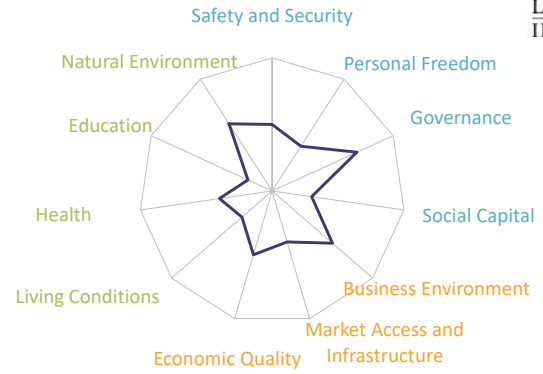 Safety and Security
Natural Environment
Personal Freedom
Education
Governance
Health
Social Capital
Living Conditions
Business Environment
Market Access and
Infrastructure
Economic Quality